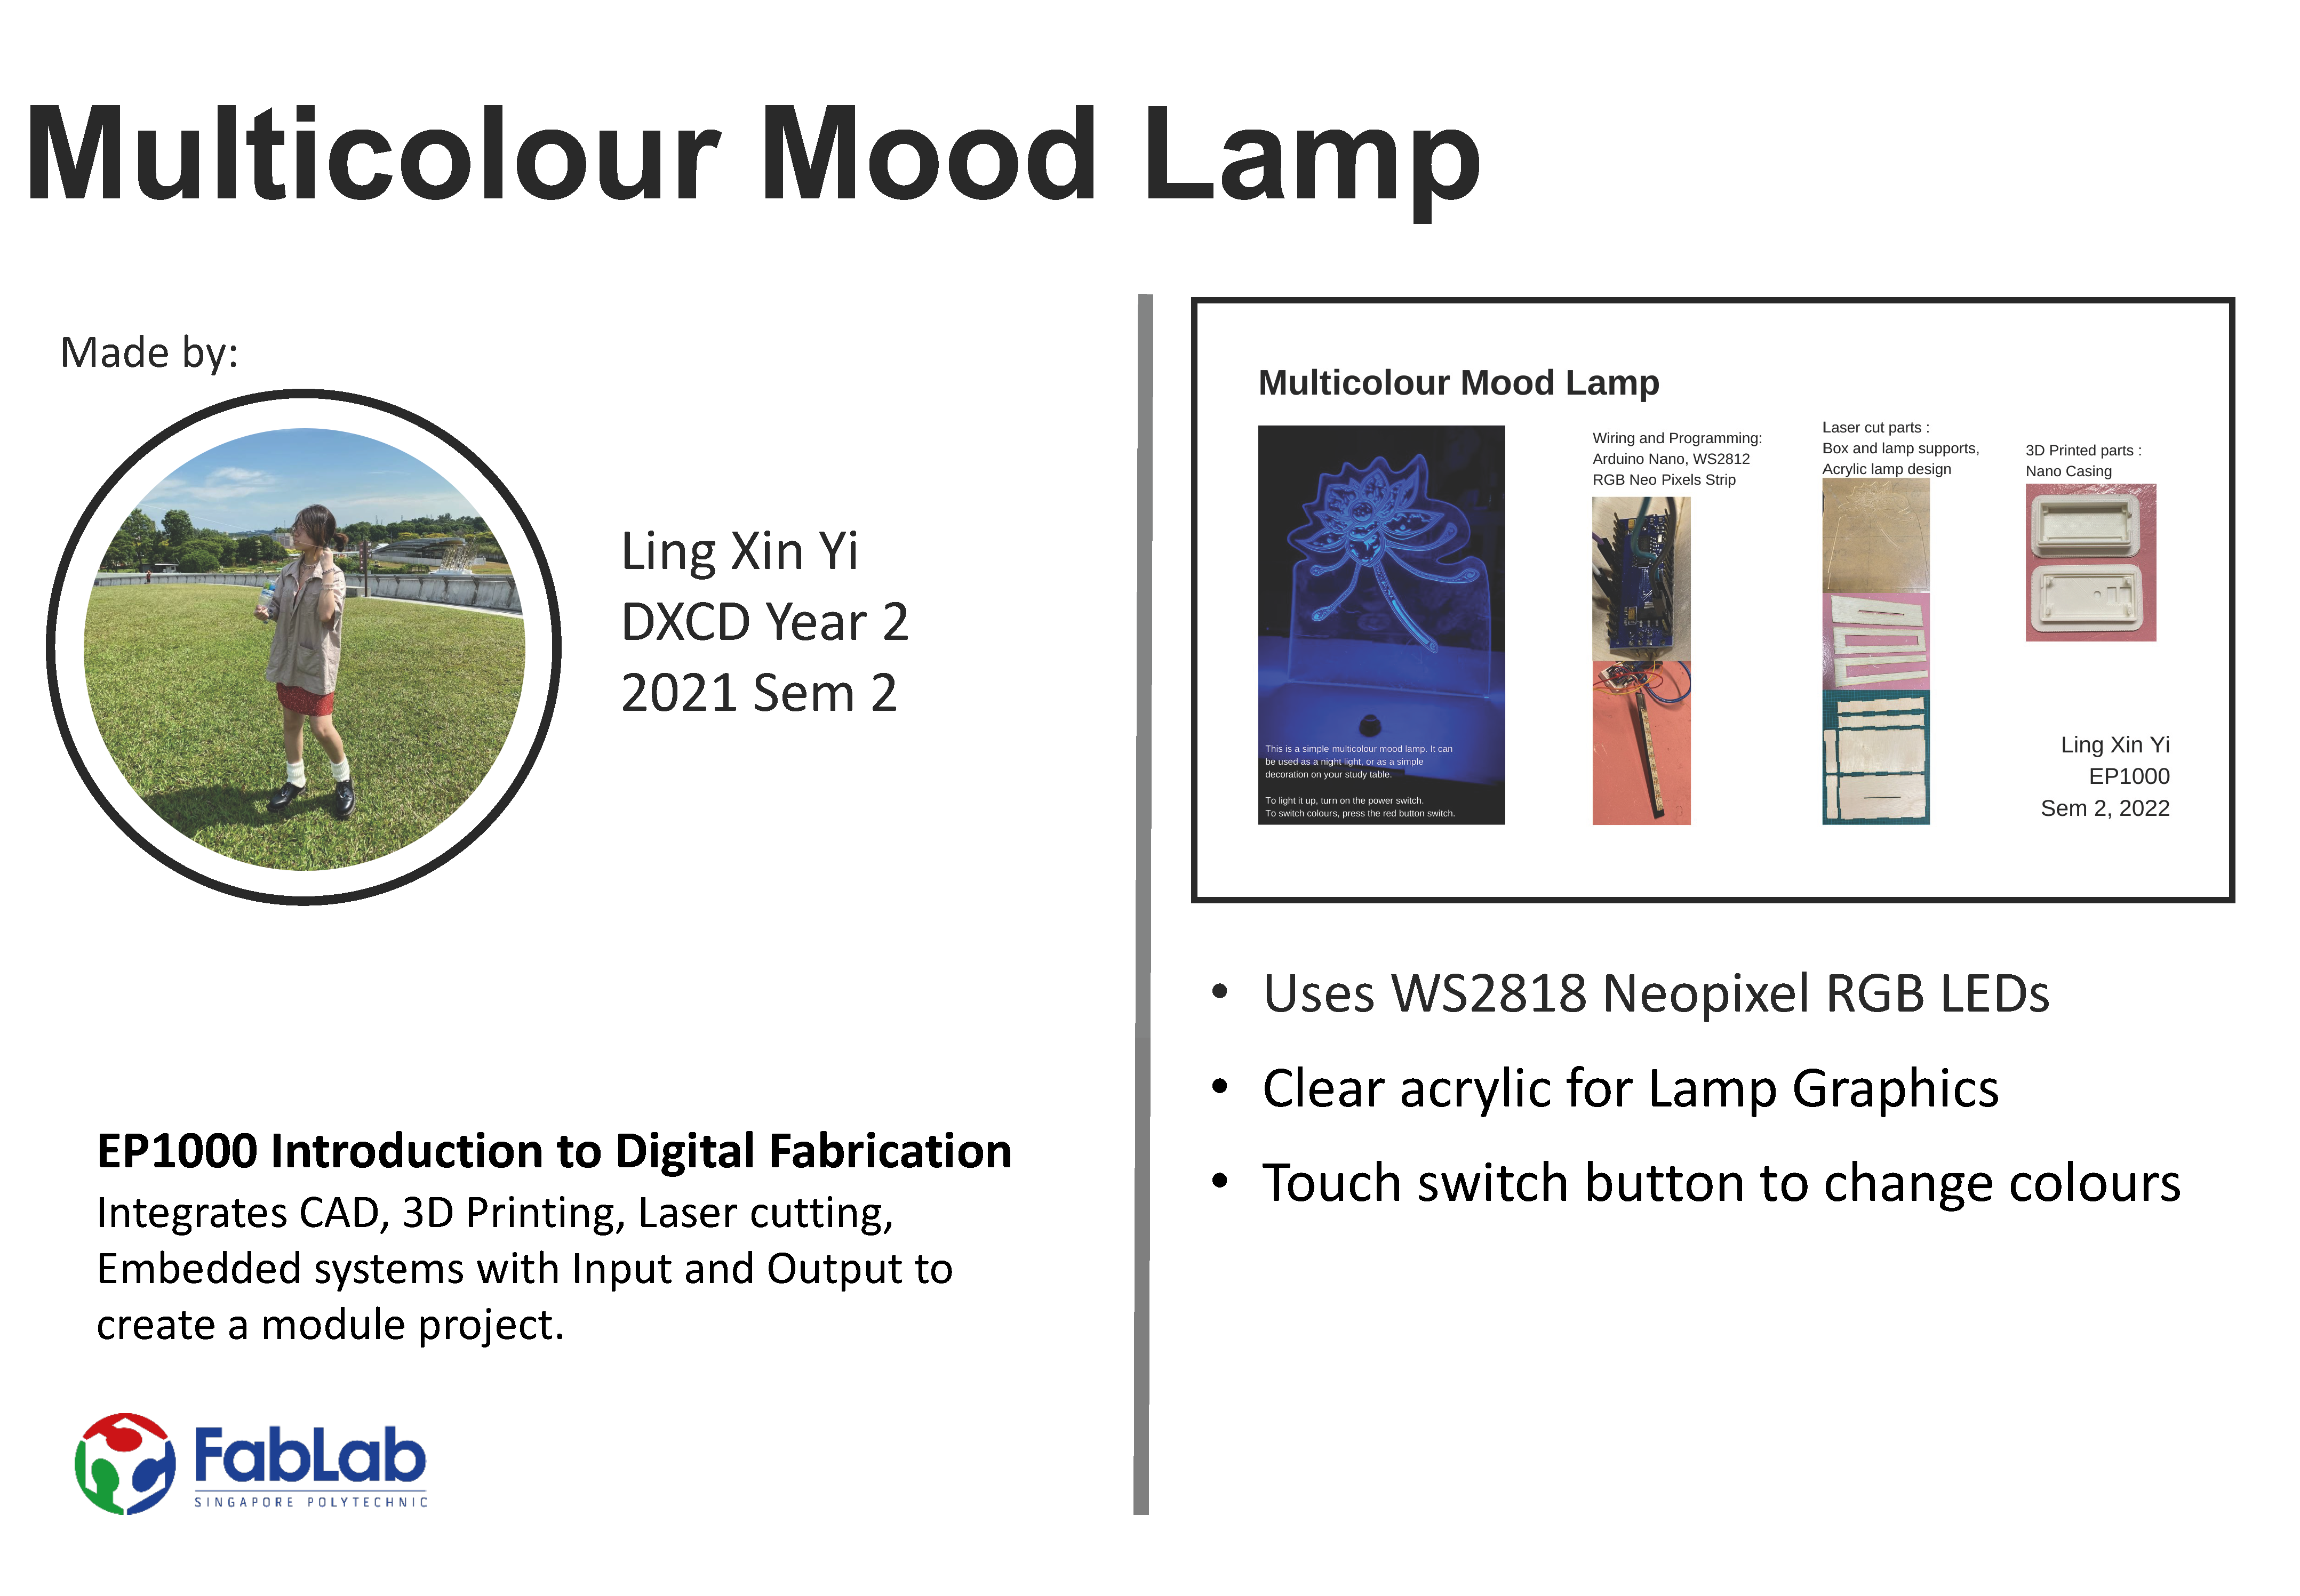 Multicolour Mood Lamp
Made by:
Ling Xin Yi
DXCD Year 2
2021 Sem 2
EP1000 Introduction to Digital Fabrication
Integrates CAD, 3D Printing, Laser cutting,
Embedded systems with Input and Output to
create a module project.
FabLab
SINGAPORE POLYTECHNIC
Multicolour Mood Lamp
This is a simple multicolour mood lamp. It can
be used as a night light, or as a simple
decoration on your study table.
To light it up, turn on the power switch.
To switch colours, press the red button switch.
Wiring and Programming:
Arduino Nano, WS2812
RGB Neo Pixels Strip
Laser cut parts :
Box and lamp supports,
Acrylic lamp design
3D Printed parts :
Nano Casing
Ling Xin Yi
EP1000
Sem 2, 2022
• Uses WS2818 Neopixel RGB LEDs
• Clear acrylic for Lamp Graphics
• Touch switch button to change colours